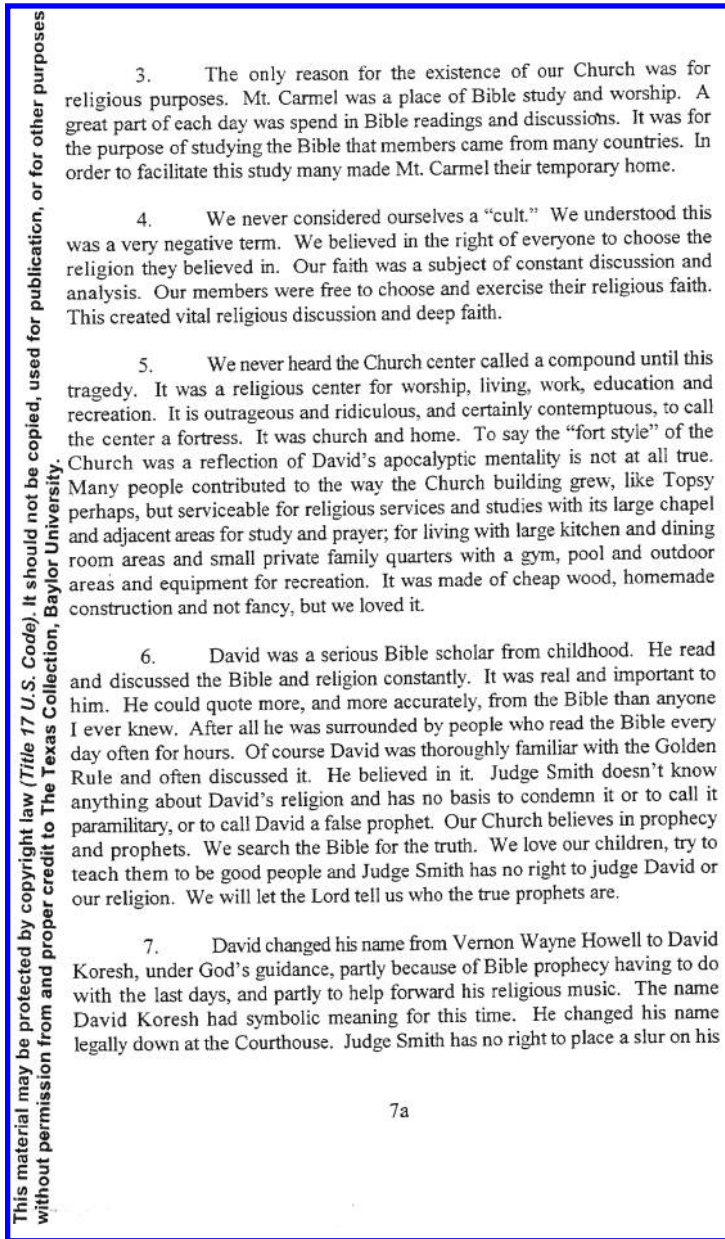 This material may be protected by copyright law (Title 17 U.S. Code). It should not be copied, used for publication, or for other purposes
without permission from and proper credit to The Texas Collection, Baylor University.
3. The only reason for the existence of our Church was for
religious purposes. Mt. Carmel was a place of Bible study and worship. A
great part of each day was spend in Bible readings and discussions. It was for
the purpose of studying the Bible that members came from many countries. In
order to facilitate this study many made Mt. Carmel their temporary home.
4. We never considered ourselves a “cult.” We understood this
was a very negative term. We believed in the right of everyone to choose the
religion they believed in. Our faith was a subject of constant discussion and
analysis. Our members were free to choose and exercise their religious faith.
This created vital religious discussion and deep faith.
5. We never heard the Church center called a compound until this
tragedy. It was a religious center for worship, living, work, education and
recreation. It is outrageous and ridiculous, and certainly contemptuous, to call
the center a fortress. It was church and home. To say the “fort style” of the
Church was a reflection of David’s apocalyptic mentality is not at all true.
Many people contributed to the way the Church building grew, like Topsy
perhaps, but serviceable for religious services and studies with its large chapel
and adjacent areas for study and prayer; for living with large kitchen and dining
room areas and small private family quarters with a gym, pool and outdoor
areas and equipment for recreation. It was made of cheap wood, homemade
construction and not fancy, but we loved it.
6. David was a serious Bible scholar from childhood. He read
and discussed the Bible and religion constantly. It was real and important to
him. He could quote more, and more accurately, from the Bible than anyone
I ever knew. After all he was surrounded by people who read the Bible every
day often for hours. Of course David was thoroughly familiar with the Golden
Rule and often discussed it. He believed in it. Judge Smith doesn’t know
anything about David’s religion and has no basis to condemn it or to call it
paramilitary, or to call David a false prophet. Our Church believes in prophecy
and prophets. We search the Bible for the truth. We love our children, try to
teach them to be good people and Judge Smith has no right to judge David or
our religion. We will let the Lord tell us who the true prophets are.
7. David changed his name from Vernon Wayne Howell to David
Koresh, under God’s guidance, partly because of Bible prophecy having to do
with the last days, and partly to help forward his religious music. The name
David Koresh had symbolic meaning for this time. He changed his name
legally down at the Courthouse. Judge Smith has no right to place a slur on his
7a